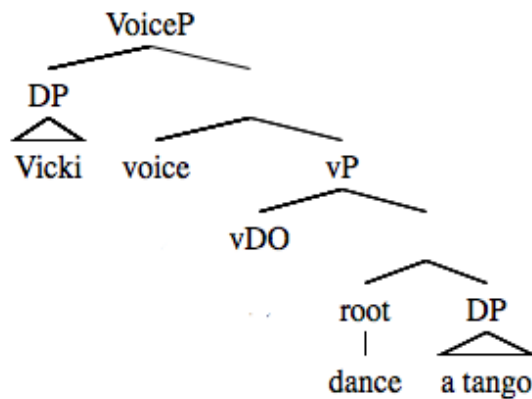 VoiceP
DP
Vicki voice vP
vDO
root DP
dance a tango